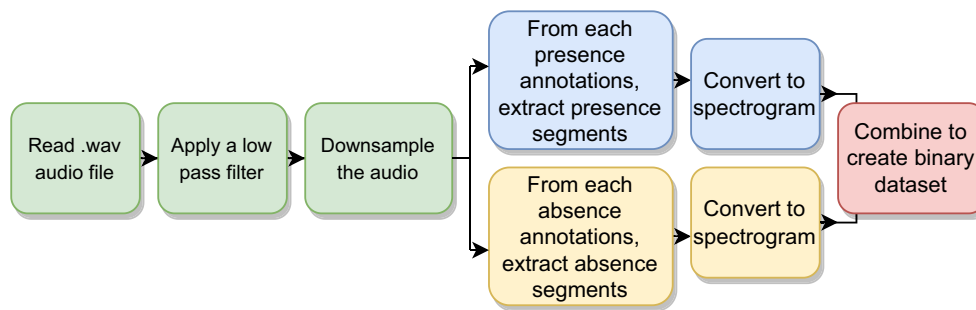 Read .wav
audio file
Apply a low
pass filter
Downsample
the audio
From each
presence
annotations,
extract presence
segments
Convert to
spectrogram
From each
absence
annotations,
extract absence
segments
Convert to
spectrogram
Combine to
create binary
dataset